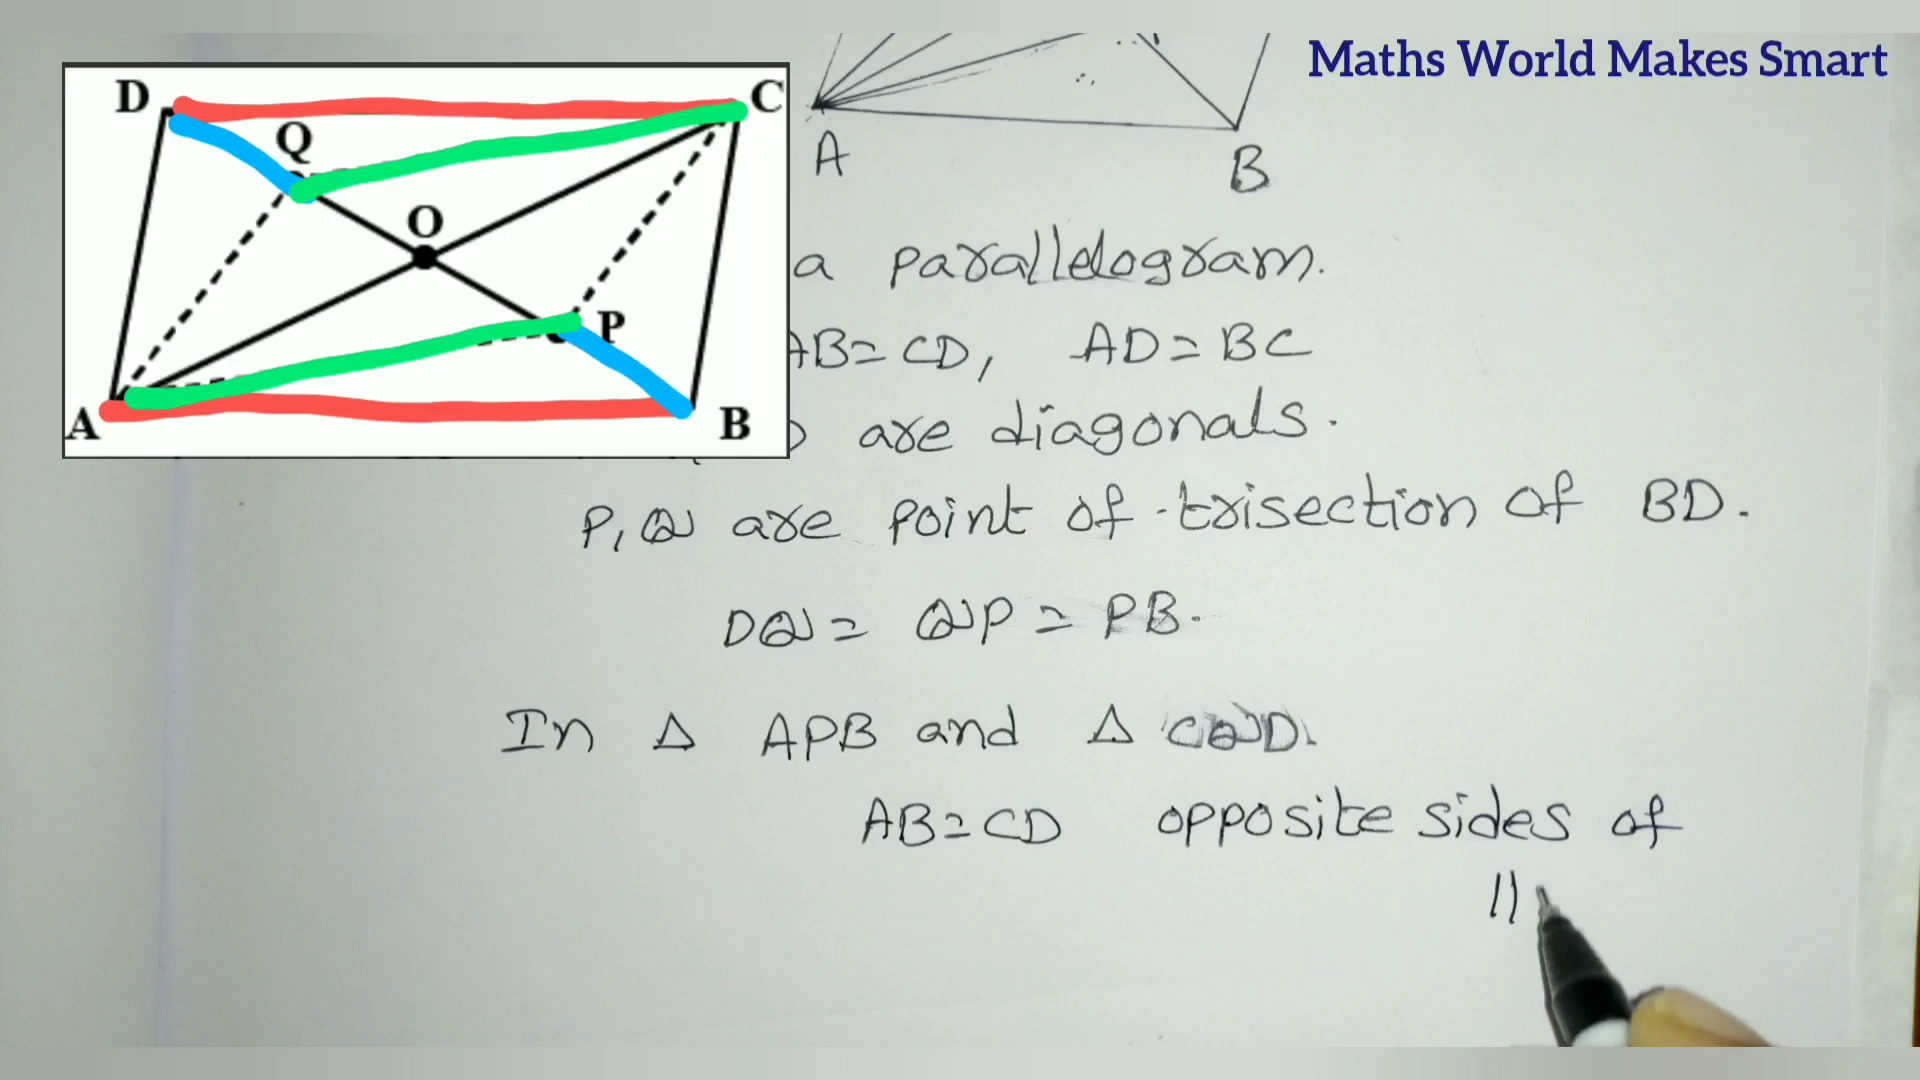 Maths World Makes Smart
D
C
Q
O
P
A
B
A
B
a parallelogram.
AB=CD, AD=BC
D are diagonals.
P,Q are point of trisection of BD.
DQ = QP = PB.
In Δ APB and Δ CQD.
AB=CD opposite sides of
||